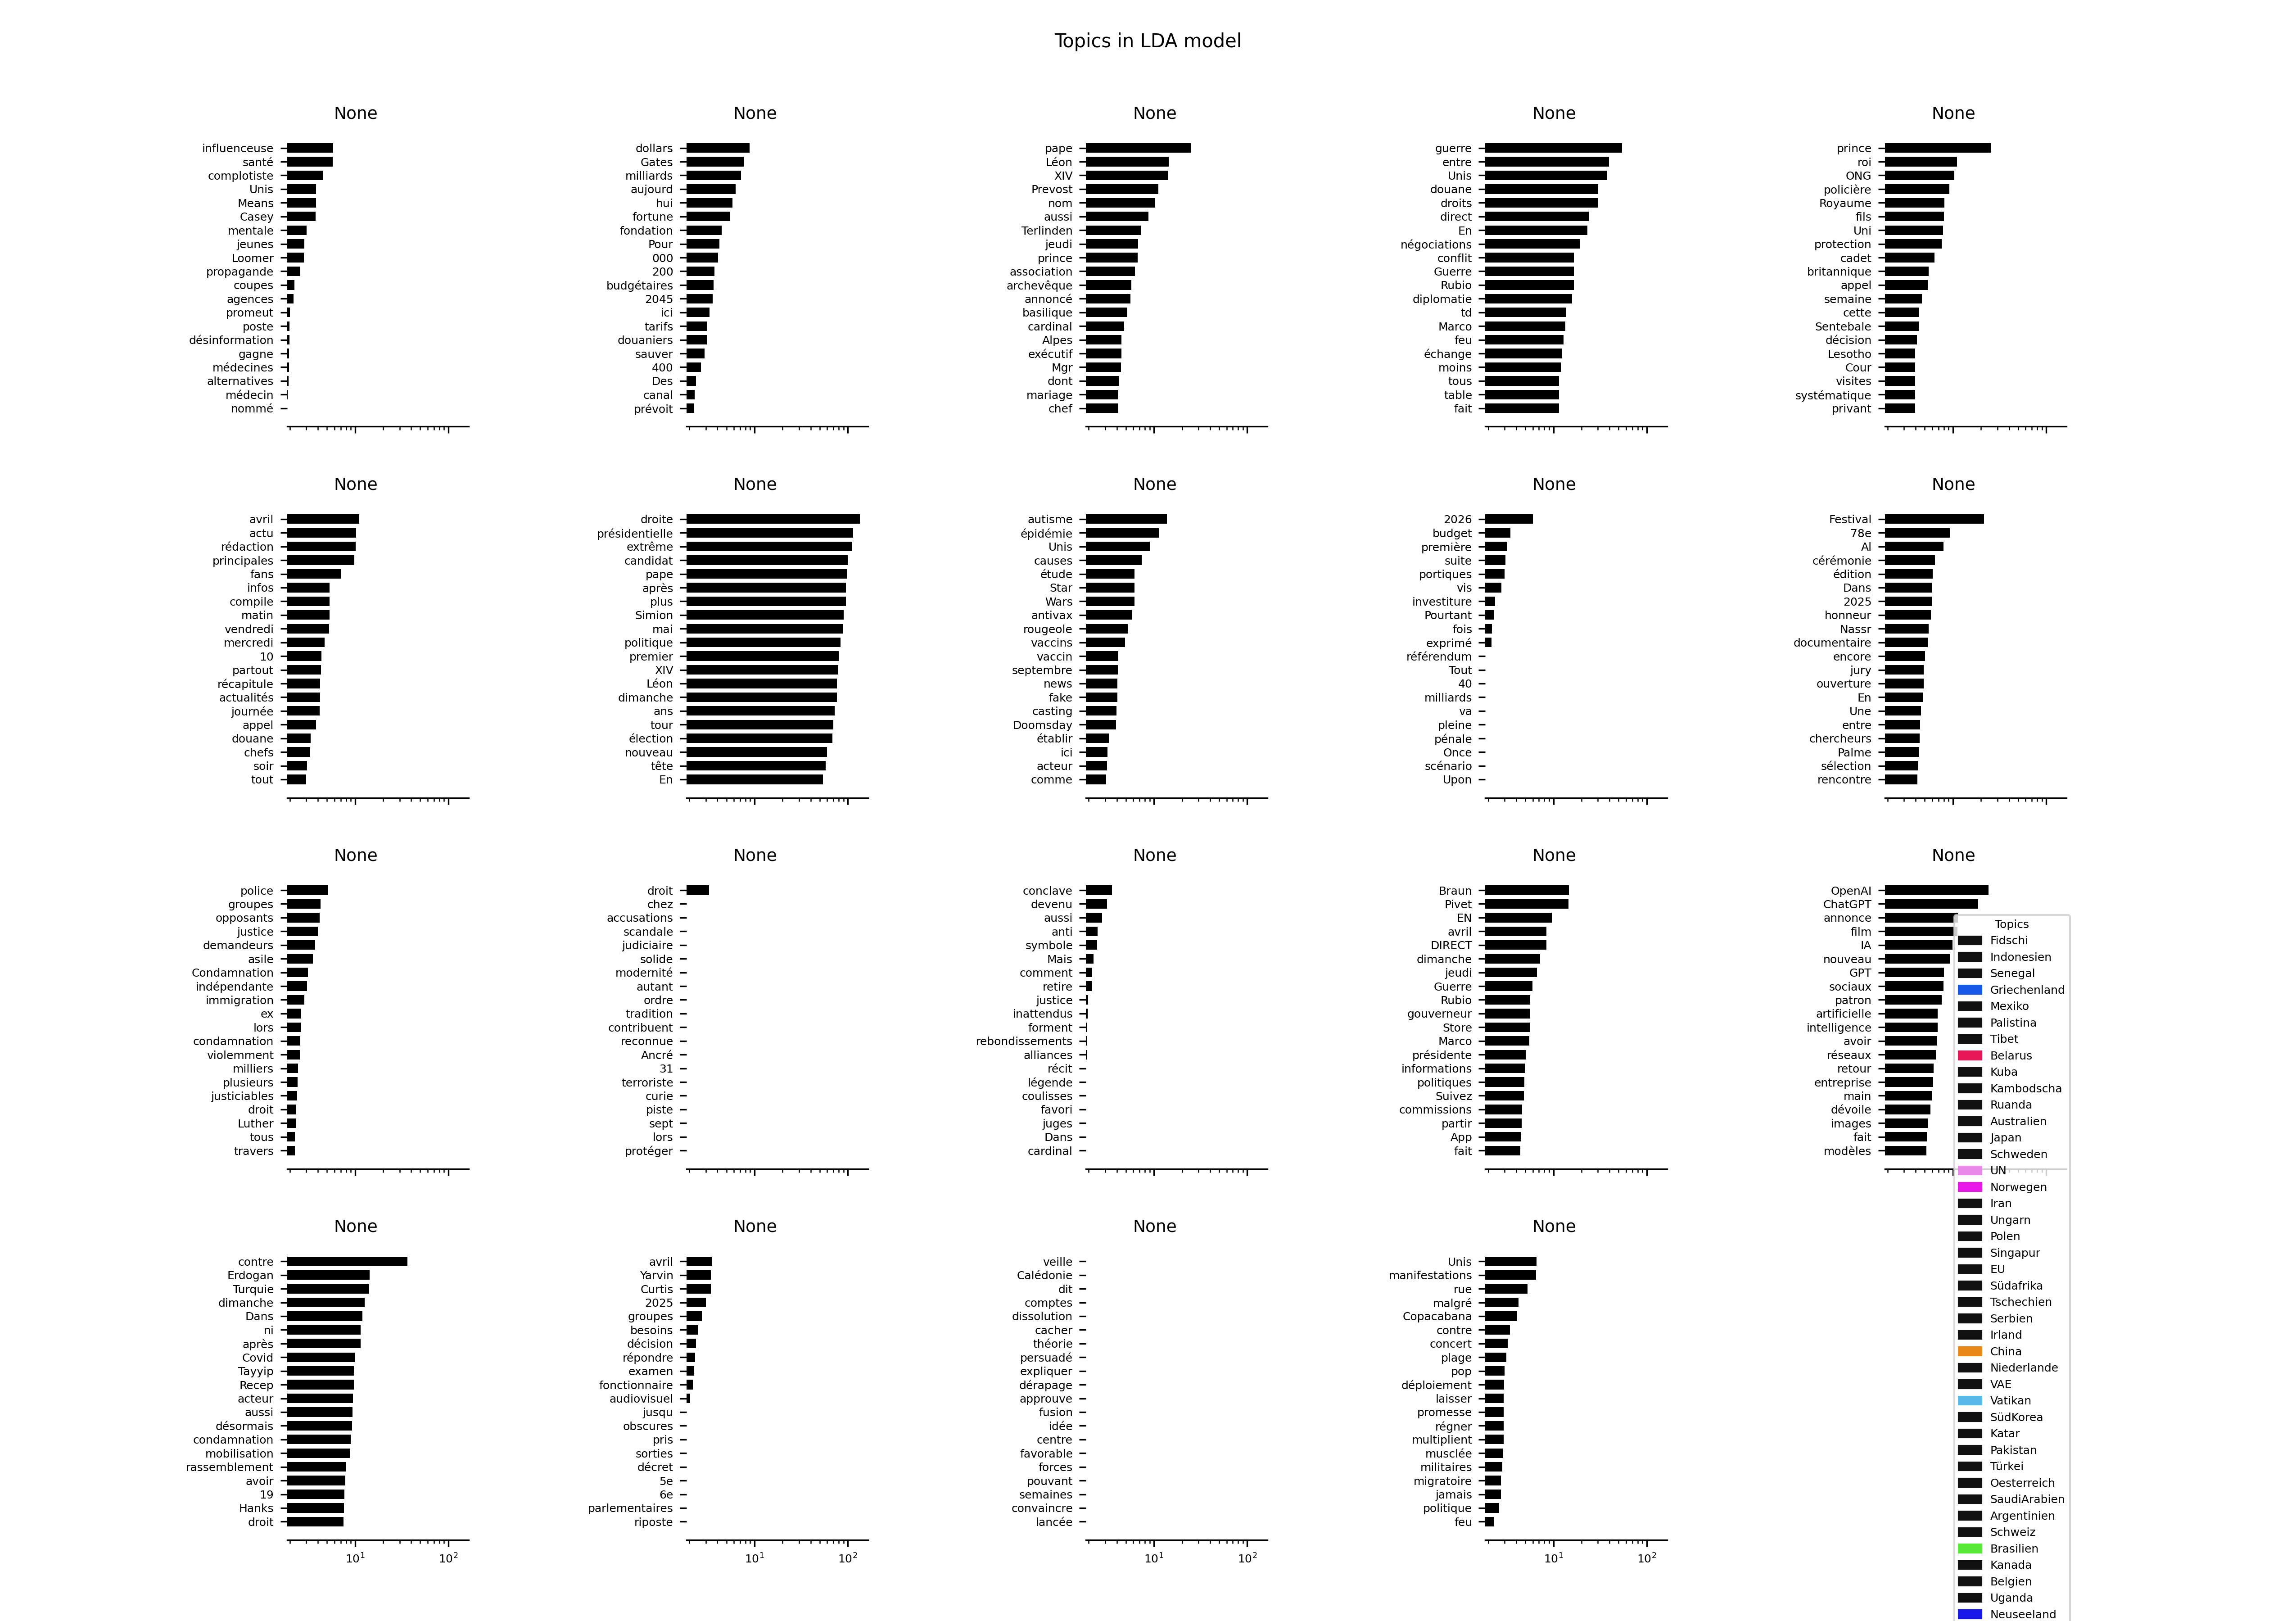 Topics in LDA model
None
influenceuse
santé
complotiste
Unis
Means
Casey
mentale
jeunes
Loomer
propagande
coupes
agences
promeut
poste
désinformation
gagne
médecines
alternatives
médecin
nommé
None
dollars
Gates
milliards
aujourd
hui
fortune
fondation
Pour
000
200
budgétaires
2045
ici
tarifs
douaniers
sauver
400
Des
canal
prévoit
None
pape
Léon
XIV
Prevost
nom
aussi
Terlinden
jeudi
prince
association
archevêque
annoncé
basilique
cardinal
Alpes
exécutif
Mgr
dont
mariage
chef
None
guerre
entre
Unis
douane
droits
direct
En
négociations
conflit
Guerre
Rubio
diplomatie
td
Marco
feu
échange
moins
tous
table
fait
None
prince
roi
ONG
policière
Royaume
fils
Uni
protection
cadet
britannique
appel
semaine
cette
Sentebale
décision
Lesotho
Cour
visites
systématique
privant
None
avril
actu
rédaction
principales
fans
infos
compile
matin
vendredi
mercredi
10
partout
récapitule
actualités
journée
appel
douane
chefs
soir
tout
None
droite
présidentielle
extrême
candidat
pape
après
plus
Simion
mai
politique
premier
XIV
Léon
dimanche
ans
tour
élection
nouveau
tête
En
None
autisme
épidémie
Unis
causes
étude
Star
Wars
antivax
rougeole
vaccins
vaccin
septembre
news
fake
casting
Doomsday
établir
ici
acteur
comme
None
2026
budget
première
suite
portiques
vis
investiture
Pourtant
fois
exprimé
référendum
Tout
40
milliards
va
pleine
pénale
Once
scénario
Upon
None
Festival
78e
Al
cérémonie
édition
Dans
2025
honneur
Nassr
documentaire
encore
jury
ouverture
En
Une
entre
chercheurs
Palme
sélection
rencontre
None
police
groupes
opposants
justice
demandeurs
asile
Condamnation
indépendante
immigration
ex
lors
condamnation
violemment
milliers
plusieurs
justiciables
droit
Luther
tous
travers
None
droit
chez
accusations
scandale
judiciaire
solide
modernité
autant
ordre
tradition
contribuent
reconnue
Ancré
31
terroriste
curie
piste
sept
lors
protéger
None
conclave
devenu
aussi
anti
symbole
Mais
comment
retire
justice
inattendus
forment
rebondissements
alliances
récit
légende
coulisses
favori
juges
Dans
cardinal
None
Braun
Pivet
EN
avril
DIRECT
dimanche
jeudi
Guerre
Rubio
gouverneur
Store
Marco
présidente
informations
politiques
Suivez
commissions
partir
App
fait
None
OpenAI
ChatGPT
annonce
film
IA
nouveau
GPT
sociaux
patron
artificielle
intelligence
avoir
réseaux
retour
entreprise
main
dévoile
images
fait
modèles
None
contre
Erdogan
Turquie
dimanche
Dans
ni
après
Covid
Tayyip
Recep
acteur
aussi
désormais
condamnation
mobilisation
rassemblement
avoir
19
Hanks
droit
10¹ 10²
None
avril
Yarvin
Curtis
2025
groupes
besoins
décision
répondre
examen
fonctionnaire
audiovisuel
jusqu
obscures
pris
sorties
décret
5e
6e
parlementaires
riposte
10¹ 10²
None
veille
Calédonie
dit
comptes
dissolution
cacher
théorie
persuadé
expliquer
dérapage
approuve
fusion
idée
centre
favorable
forces
pouvant
semaines
convaincre
lancée
10¹ 10²
None
Unis
manifestations
rue
malgré
Copacabana
contre
concert
plage
pop
déploiement
laisser
promesse
régner
multiplient
musclée
militaires
migratoire
jamais
politique
feu
10¹ 10²
Topics
Fidschi
Indonesien
Senegal
Griechenland
Mexiko
Palistina
Tibet
Belarus
Kuba
Kambodscha
Ruanda
Australien
Japan
Schweden
UN
Norwegen
Iran
Ungarn
Polen
Singapur
EU
Südafrika
Tschechien
Serbien
Irland
China
Niederlande
VAE
Vatikan
SüdKorea
Katar
Pakistan
Türkei
Oesterreich
SaudiArabien
Argentinien
Schweiz
Brasilien
Kanada
Belgien
Uganda
Neuseeland